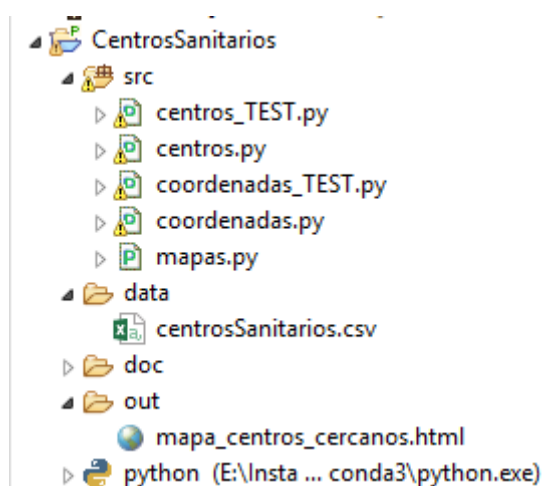 CentrosSanitarios
src
centros_TEST.py
centros.py
coordenadas_TEST.py
coordenadas.py
mapas.py
data
centrosSanitarios.csv
doc
out
mapa_centros_cercanos.html
python (E:\Insta ... conda3\python.exe)